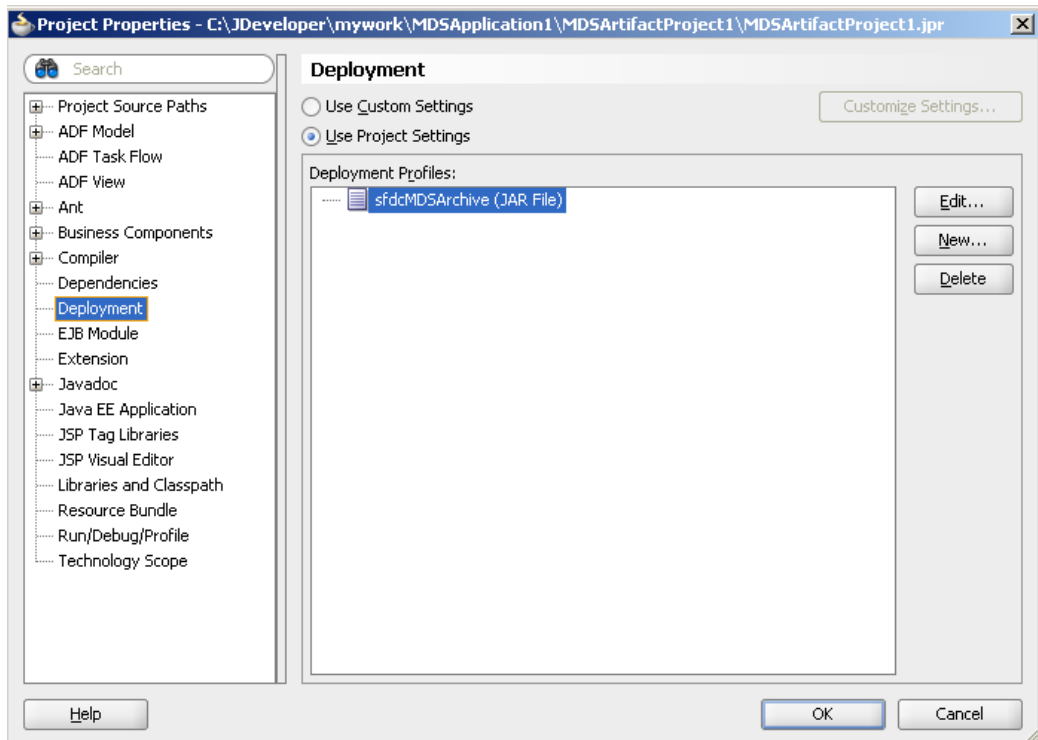 Project Properties - C:\JDeveloper\mywork\MDSApplication1\MDSArtifactProject1\MDSArtifactProject1.jpr
Search
Project Source Paths
ADF Model
ADF Task Flow
ADF View
Ant
Business Components
Compiler
Dependencies
Deployment
EJB Module
Extension
Javadoc
Java EE Application
JSP Tag Libraries
JSP Visual Editor
Libraries and Classpath
Resource Bundle
Run/Debug/Profile
Technology Scope
Deployment
Use Custom Settings
Customize Settings...
Use Project Settings
Deployment Profiles:
sfdcMDSArchive (JAR File)
Edit...
New...
Delete
Help
OK
Cancel